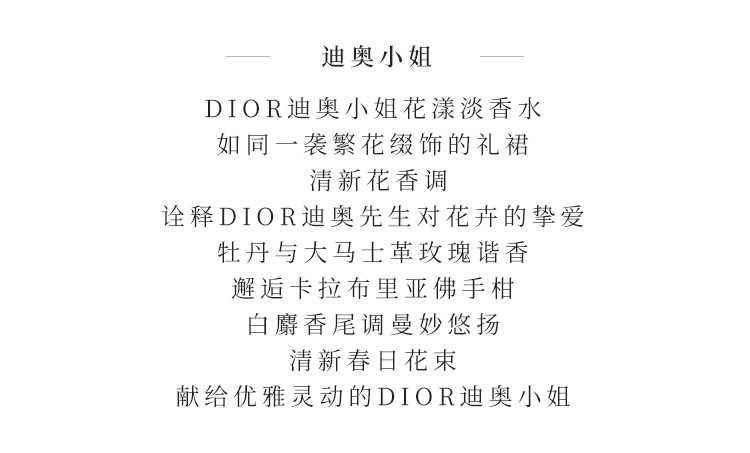 迪奥小姐
DIOR迪奥小姐花漾淡香水
如同一袭繁花缀饰的礼裙
清新花香调
诠释DIOR迪奥先生对花卉的挚爱
牡丹与大马士革玫瑰谐香
邂逅卡拉布里亚佛手柑
白麝香尾调曼妙悠扬
清新春日花束
献给优雅灵动的DIOR迪奥小姐